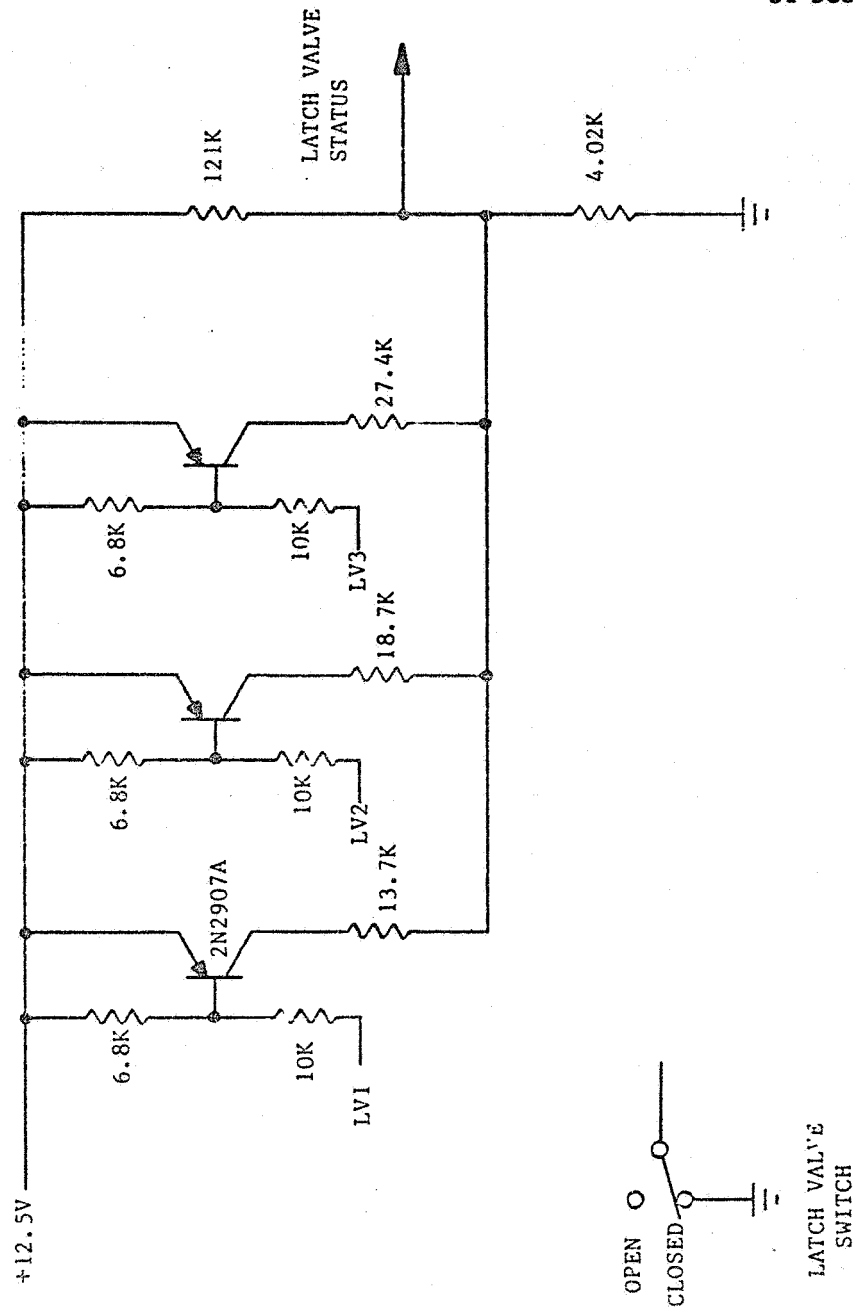 +12.5V
6.8K
10K
LV1
2N2907A
13.7K
6.8K
10K
LV2
18.7K
6.8K
10K
LV3
27.4K
121K
LATCH VALVE
STATUS
4.02K
OPEN
CLOSED
LATCH VALVE
SWITCH